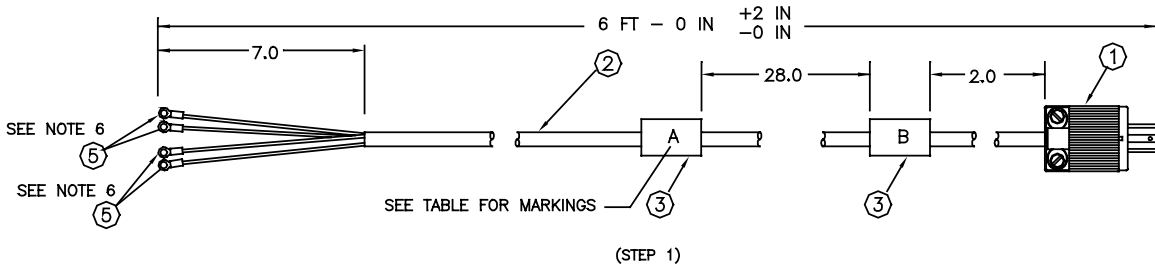 6 FT – 0 IN +2 IN
–0 IN
7.0
2
28.0
2.0
1
SEE NOTE 6
5
A
B
SEE NOTE 6
5
SEE TABLE FOR MARKINGS
3
3
(STEP 1)